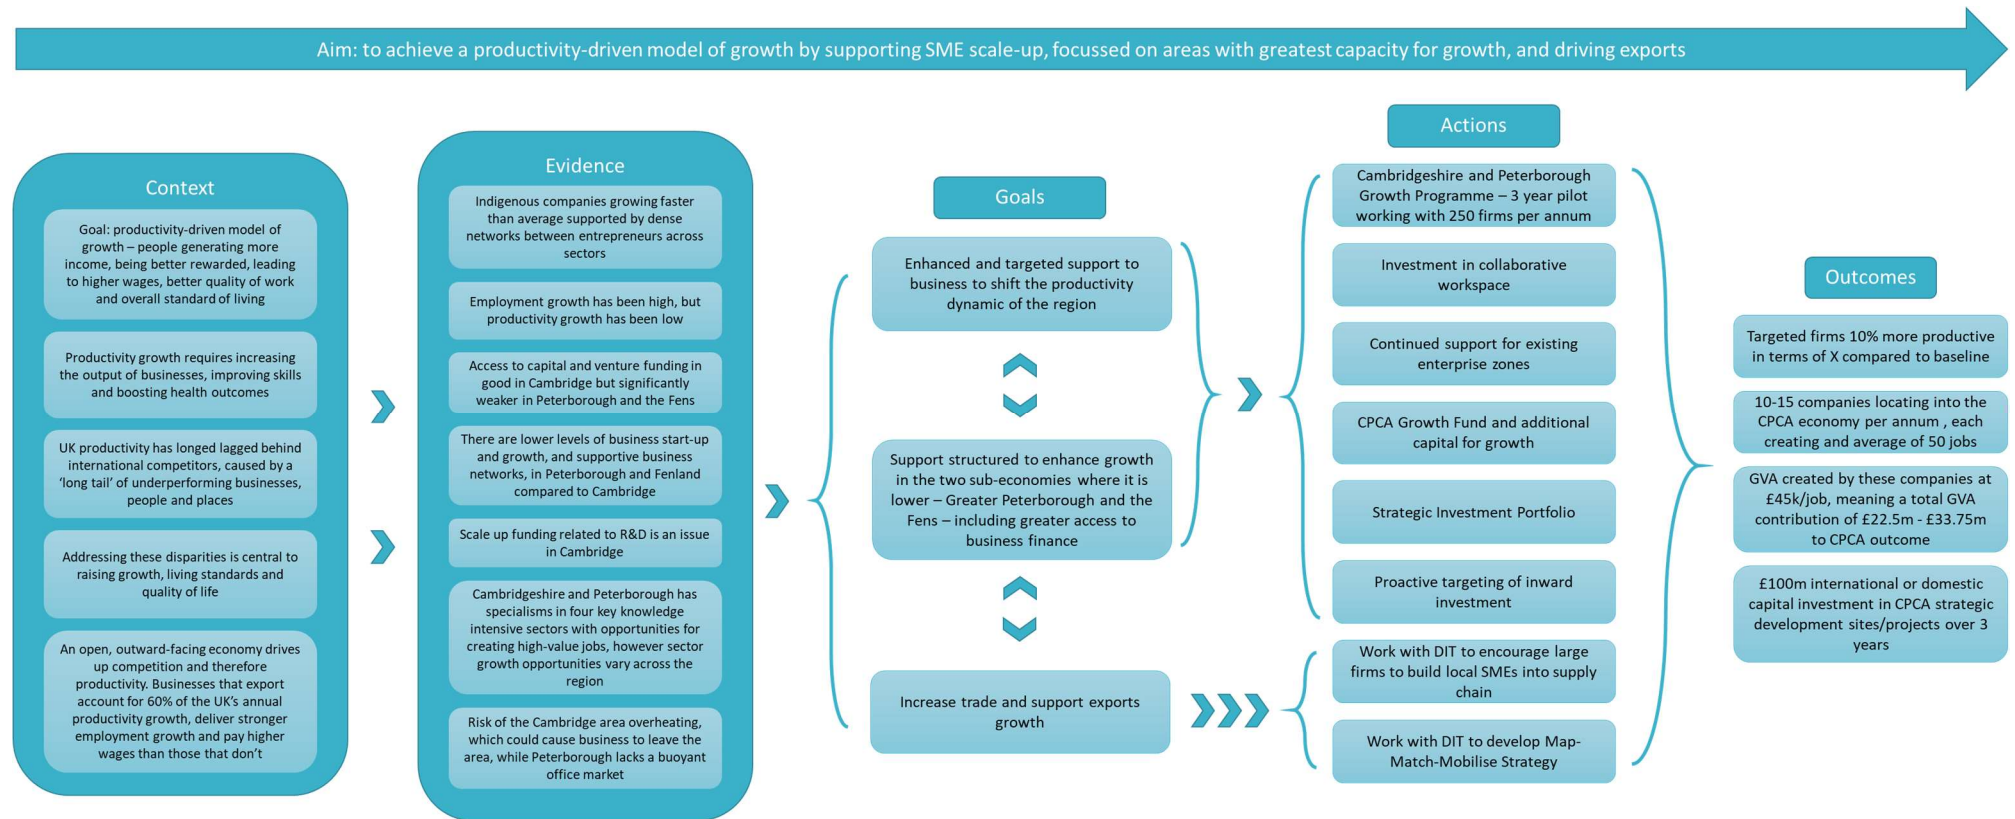 Aim: to achieve a productivity-driven model of growth by supporting SME scale-up, focussed on areas with greatest capacity for growth, and driving exports
Context
Goal: productivity-driven model of
growth – people generating more
income, being better rewarded, leading
to higher wages, better quality of work
and overall standard of living
Productivity growth requires increasing
the output of businesses, improving skills
and boosting health outcomes
UK productivity has longed lagged behind
international competitors, caused by a
‘long tail’ of underperforming businesses,
people and places
Addressing these disparities is central to
raising growth, living standards and
quality of life
An open, outward-facing economy drives
up competition and therefore
productivity. Businesses that export
account for 60% of the UK’s annual
productivity growth, deliver stronger
employment growth and pay higher
wages than those that don’t
Evidence
Indigenous companies growing faster
than average supported by dense
networks between entrepreneurs across
sectors
Employment growth has been high, but
productivity growth has been low
Access to capital and venture funding in
good in Cambridge but significantly
weaker in Peterborough and the Fens
There are lower levels of business start-up
and growth, and supportive business
networks, in Peterborough and Fenland
compared to Cambridge
Scale up funding related to R&D is an issue
in Cambridge
Cambridgeshire and Peterborough has
specialisms in four key knowledge
intensive sectors with opportunities for
creating high-value jobs, however sector
growth opportunities vary across the
region
Risk of the Cambridge area overheating,
which could cause business to leave the
area, while Peterborough lacks a buoyant
office market
Goals
Enhanced and targeted support to
business to shift the productivity
dynamic of the region
Support structured to enhance growth
in the two sub-economies where it is
lower – Greater Peterborough and the
Fens – including greater access to
business finance
Increase trade and support exports
growth
Actions
Cambridgeshire and Peterborough
Growth Programme – 3 year pilot
working with 250 firms per annum
Investment in collaborative
workspace
Continued support for existing
enterprise zones
CPCA Growth Fund and additional
capital for growth
Strategic Investment Portfolio
Proactive targeting of inward
investment
Work with DIT to encourage large
firms to build local SMEs into supply
chain
Work with DIT to develop Map-
Match-Mobilise Strategy
Outcomes
Targeted firms 10% more productive
in terms of X compared to baseline
10-15 companies locating into the
CPCA economy per annum , each
creating and average of 50 jobs
GVA created by these companies at
£45k/job, meaning a total GVA
contribution of £22.5m - £33.75m
to CPCA outcome
£100m international or domestic
capital investment in CPCA strategic
development sites/projects over 3
years